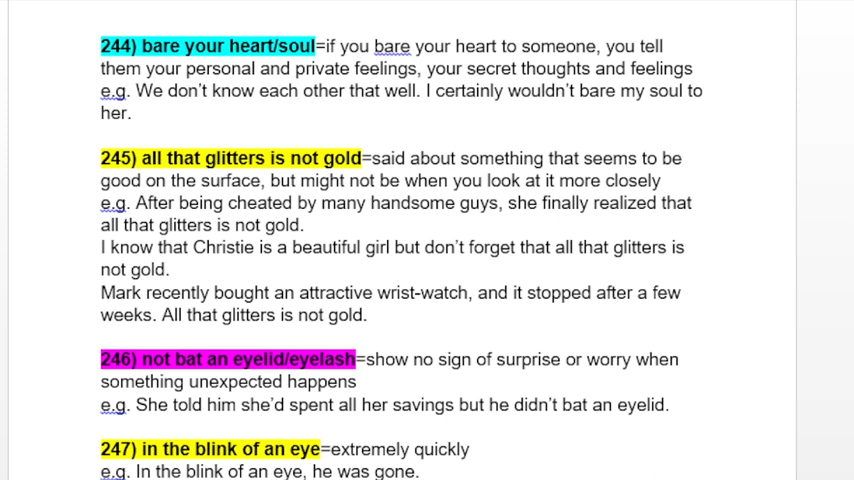 244) bare your heart/soul=if you bare your heart to someone, you tell
them your personal and private feelings, your secret thoughts and feelings
e.g. We don't know each other that well. I certainly wouldn't bare my soul to
her.
245) all that glitters is not gold=said about something that seems to be
good on the surface, but might not be when you look at it more closely
e.g. After being cheated by many handsome guys, she finally realized that
all that glitters is not gold.
I know that Christie is a beautiful girl but don't forget that all that glitters is
not gold.
Mark recently bought an attractive wrist-watch, and it stopped after a few
weeks. All that glitters is not gold.
246) not bat an eyelid/eyelash=show no sign of surprise or worry when
something unexpected happens
e.g. She told him she'd spent all her savings but he didn't bat an eyelid.
247) in the blink of an eye=extremely quickly
e.g. In the blink of an eye, he was gone.